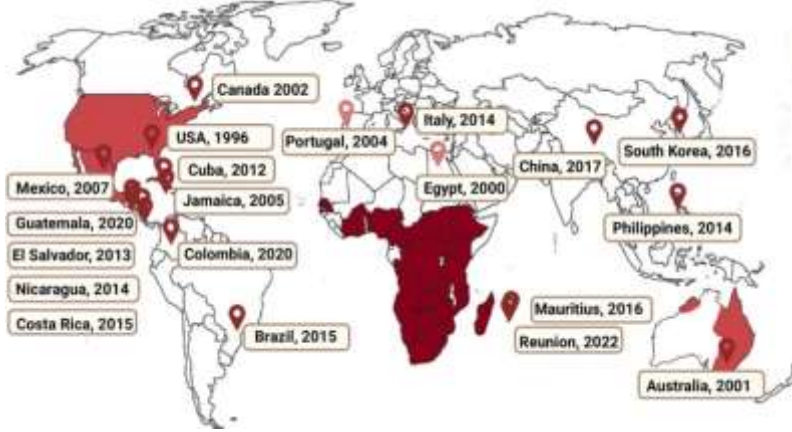 Canada 2002
USA, 1996
Cuba, 2012
Mexico, 2007
Jamaica, 2005
Guatemala, 2020
El Salvador, 2013
Colombia, 2020
Nicaragua, 2014
Costa Rica, 2015
Brazil, 2015
Portugal, 2004
Italy, 2014
Egypt, 2000
China, 2017
South Korea, 2016
Philippines, 2014
Mauritius, 2016
Reunion, 2022
Australia, 2001